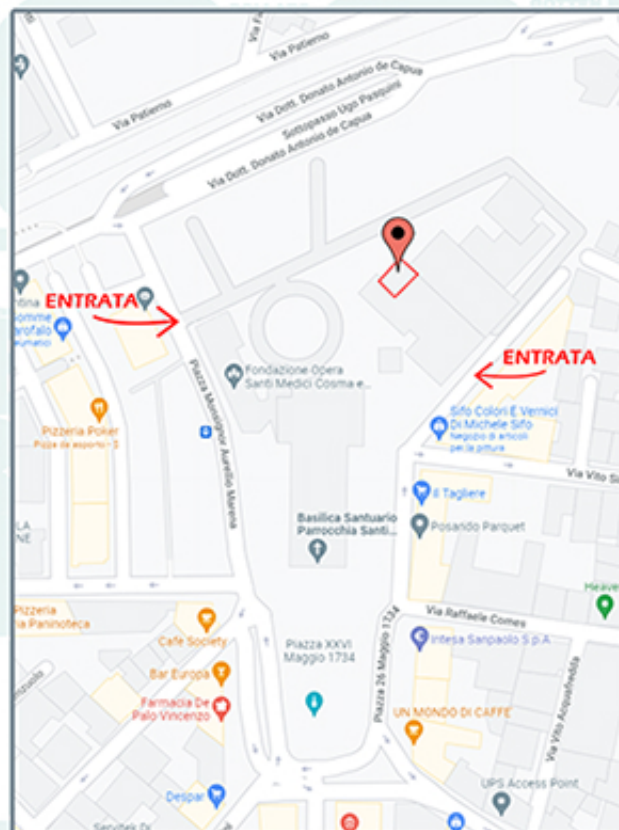 Via Patierno
Via Patierno
Via Dott. Donato Antonio de Capua
Sottopasso Ugo Pasquini
Via Dott. Donato Antonio de Capua
ENTRATA
ENTRATA
Fondazione Opera
Santi Medici Cosma e...
Piazza Monsignor Aurelio Marena
Pizzeria Poker
Pizza da asporto • $
Sifo Colori E Vernici
Di Michele Sifo
Negozio di articoli
per la pittura
Il Tagliere
Posando Parquet
Basilica Santuario
Parrocchia Santi...
Via Raffaele Comes
Intesa Sanpaolo S.p.A
Piazza XXVI
Maggio 1734
Piazza 26 Maggio 1734
Pizzeria
Paninoteca
Cafe Society
Bar Europa
Farmacia De
Palo Vincenzo
UN MONDO DI CAFFE
Via Vito Acquafredda
UPS Access Point
Despar